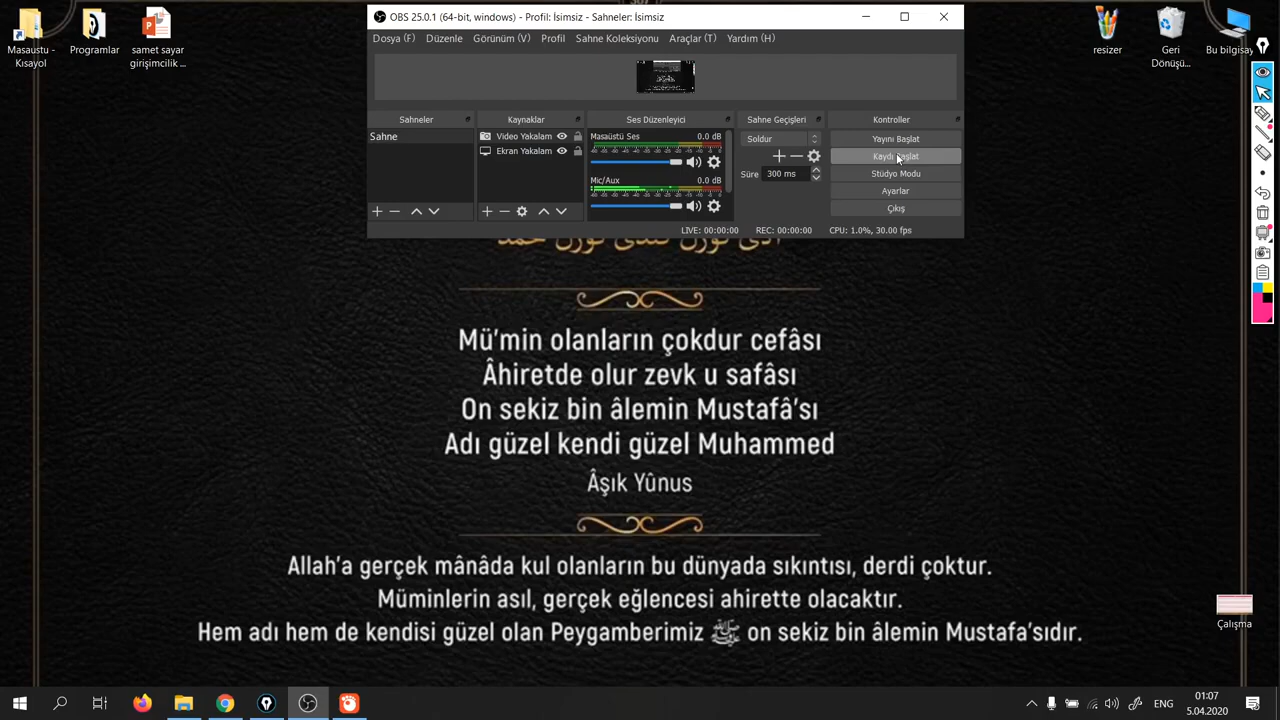 OBS 25.0.1 (64-bit, windows) - Profil: İsimsiz - Sahneler: İsimsiz
Dosya (F) Düzenle Görünüm (V) Profil Sahne Koleksiyonu Araçlar (T) Yardım (H)
Masaustu - Kısayol
Programlar
samet sayar girişimcilik ...
resizer
Geri Dönüşü...
Bu bilgisay
Sahneler
Sahne
Kaynaklar
Video Yakalam
Ekran Yakalam
Ses Düzenleyici
Masaüstü Ses 0.0 dB
Mic/Aux 0.0 dB
Sahne Geçişleri
Soldur
Süre 300 ms
Kontroller
Yayını Başlat
Kaydı Başlat
Stüdyo Modu
Ayarlar
Çıkış
LIVE: 00:00:00 REC: 00:00:00 CPU: 1.0%, 30.00 fps
Mü'min olanların çokdur cefâsı
Âhiretde olur zevk u safâsı
On sekiz bin âlemin Mustafâ'sı
Adı güzel kendi güzel Muhammed
Âşık Yûnus
Allah'a gerçek mânâda kul olanların bu dünyada sıkıntısı, derdi çoktur.
Müminlerin asıl, gerçek eğlencesi ahirette olacaktır.
Hem adı hem de kendisi güzel olan Peygamberimiz ﷺ on sekiz bin âlemin Mustafa'sıdır.
Çalışma
ENG
01:07
5.04.2020